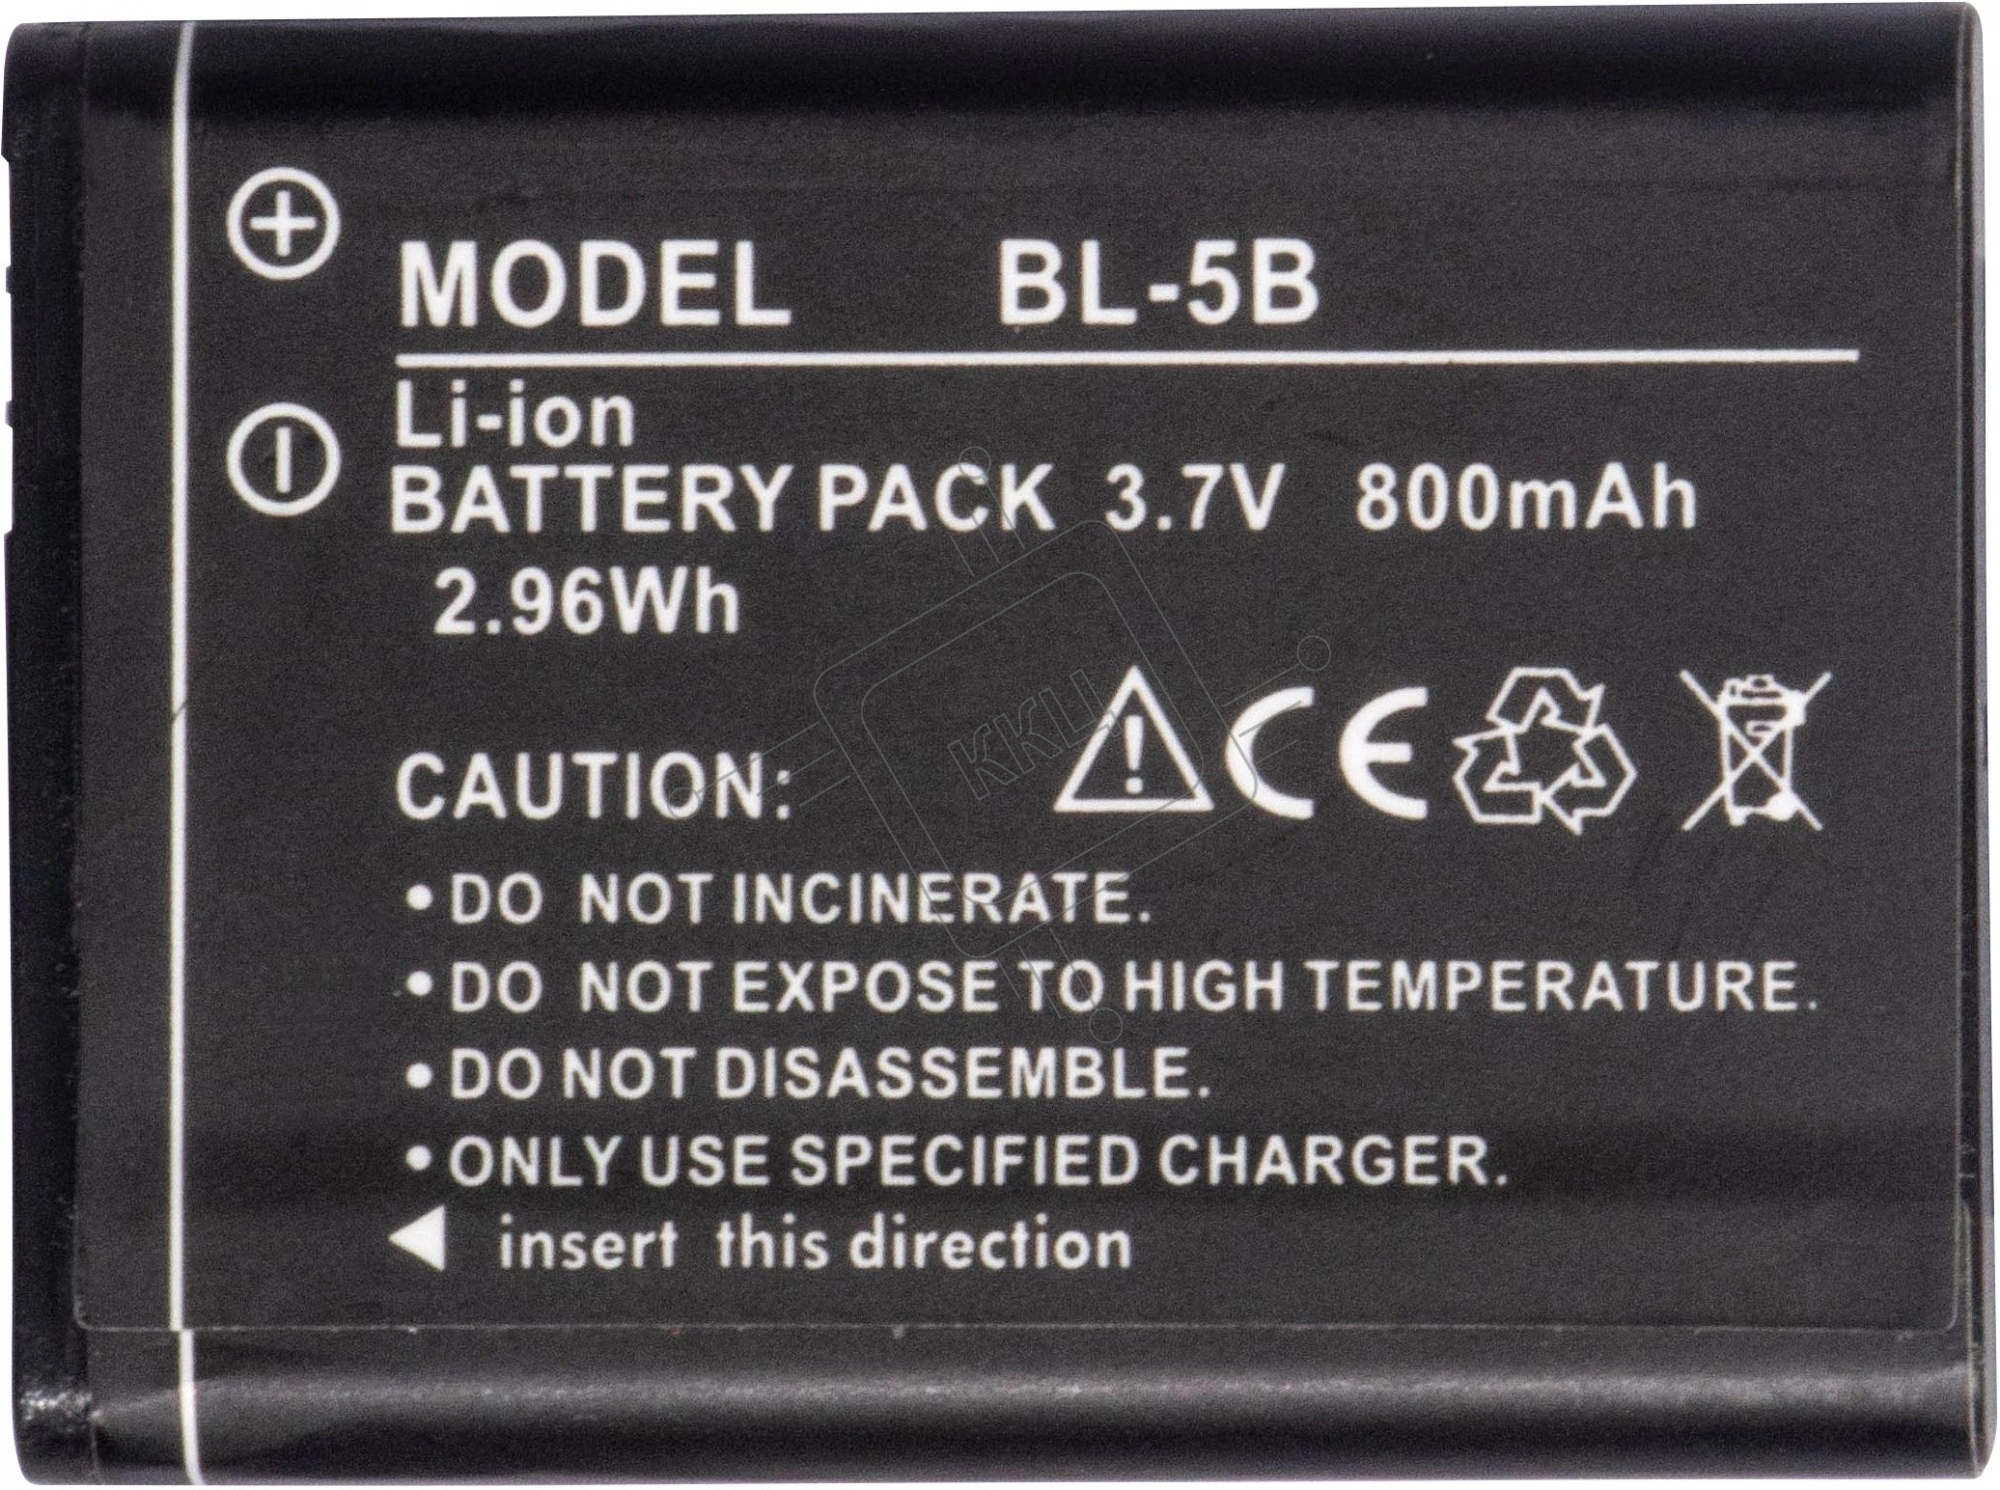 MODEL BL-5B
Li-ion
BATTERY PACK 3.7V 800mAh
2.96Wh
CAUTION: CE
• DO NOT INCINERATE.
• DO NOT EXPOSE TO HIGH TEMPERATURE.
• DO NOT DISASSEMBLE.
• ONLY USE SPECIFIED CHARGER.
insert this direction